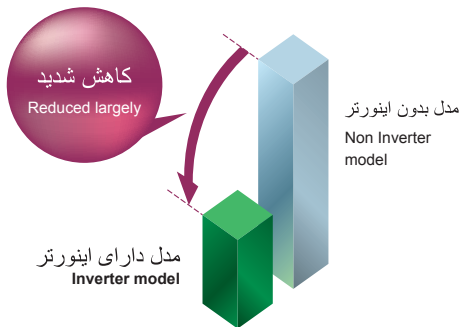 کاهش شدید
Reduced largely
مدل بدون اینورتر
Non Inverter
model
مدل دارای اینورتر
Inverter model